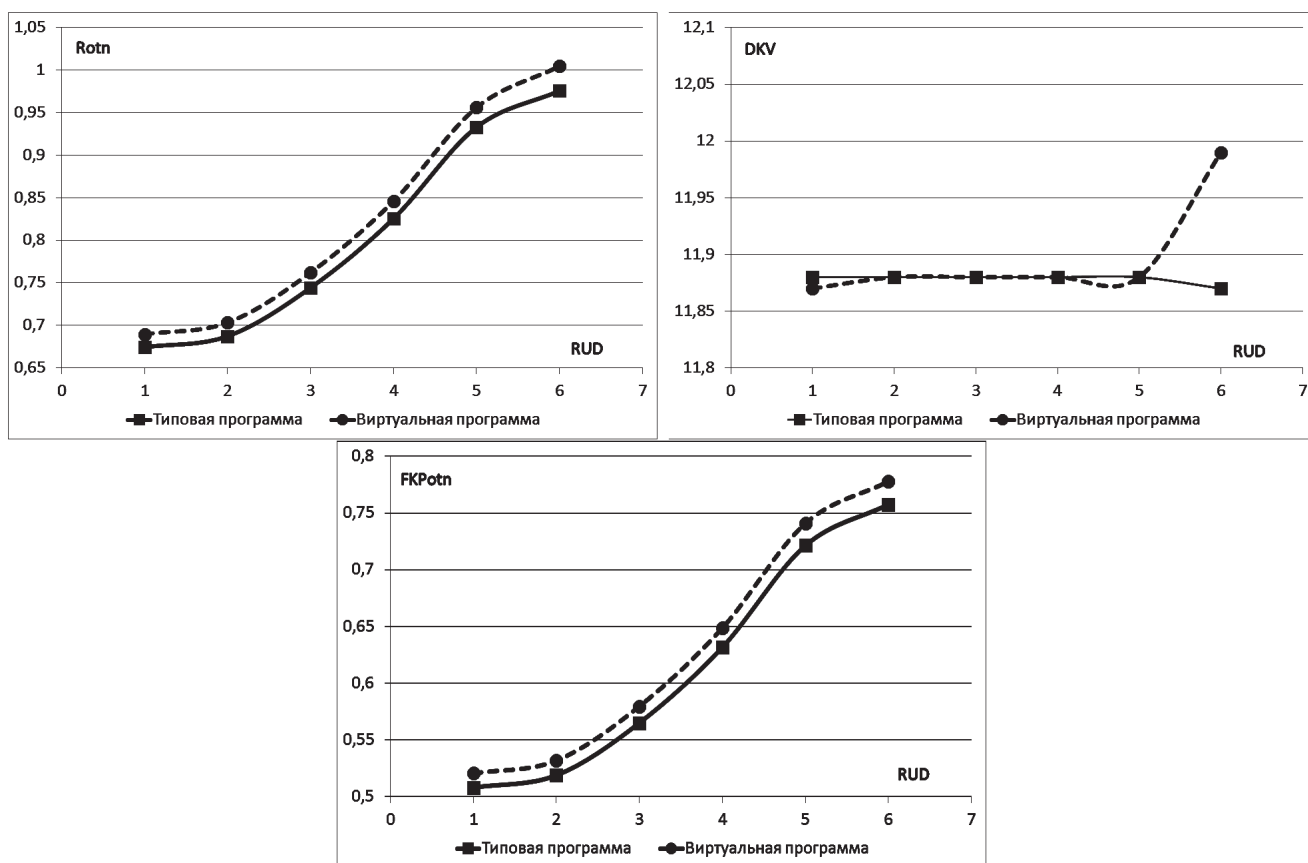 1,05
Rotn
1
0,95
0,9
0,85
0,8
0,75
0,7
0,65
RUD
0 1 2 3 4 5 6 7
Типовая программа Виртуальная программа
12,1
DKV
12,05
12
11,95
11,9
11,85
11,8
RUD
0 1 2 3 4 5 6 7
Типовая программа Виртуальная программа
0,8
FKPotn
0,75
0,7
0,65
0,6
0,55
0,5
RUD
0 1 2 3 4 5 6 7
Типовая программа Виртуальная программа